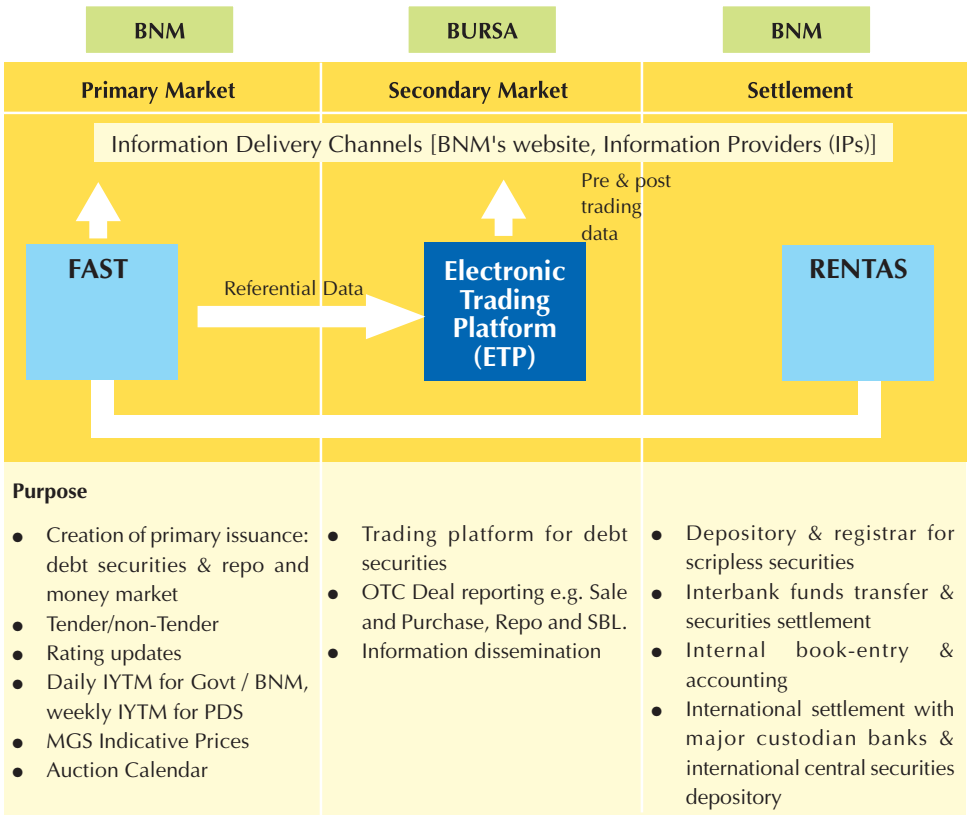 BNM
BURSA
BNM
Primary Market
Secondary Market
Settlement
Information Delivery Channels [BNM's website, Information Providers (IPs)]
Pre & post
trading
data
FAST
Referential Data
Electronic
Trading
Platform
(ETP)
RENTAS
Purpose
● Creation of primary issuance:
debt securities & repo and
money market
● Tender/non-Tender
● Rating updates
● Daily IYTM for Govt / BNM,
weekly IYTM for PDS
● MGS Indicative Prices
● Auction Calendar
● Trading platform for debt
securities
● OTC Deal reporting e.g. Sale
and Purchase, Repo and SBL.
● Information dissemination
● Depository & registrar for
scripless securities
● Interbank funds transfer &
securities settlement
● Internal book-entry &
accounting
● International settlement with
major custodian banks &
international central securities
depository